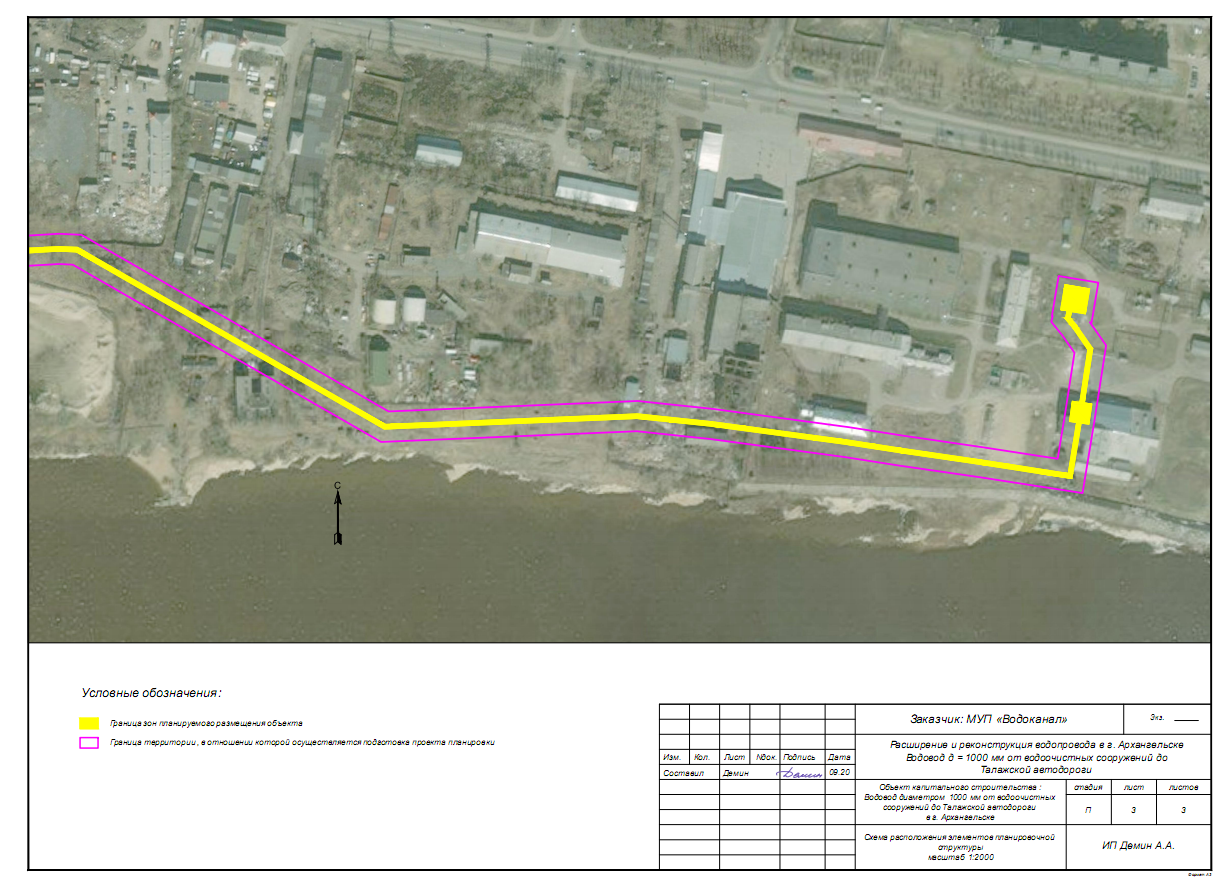 С
Условные обозначения:
Граница зон планируемого размещения объекта
Граница территории, в отношении которой осуществляется подготовка проекта планировки
Заказчик: МУП «Водоканал»
Экз.
Расширение и реконструкция водопровода в г. Архангельске
Водовод д = 1000 мм от водоочистных сооружений до
Талажской автодороги
Изм. Кол. Лист №док. Подпись Дата
Составил Демин Демин 09.20
Объект капитального строительства:
Водовод диаметром 1000 мм от водоочистных
сооружений до Талажской автодороги
в г. Архангельске
стадия лист листов
П 3 3
Схема расположения элементов планировочной
структуры
масштаб 1:2000
ИП Демин А.А.
Формат А3